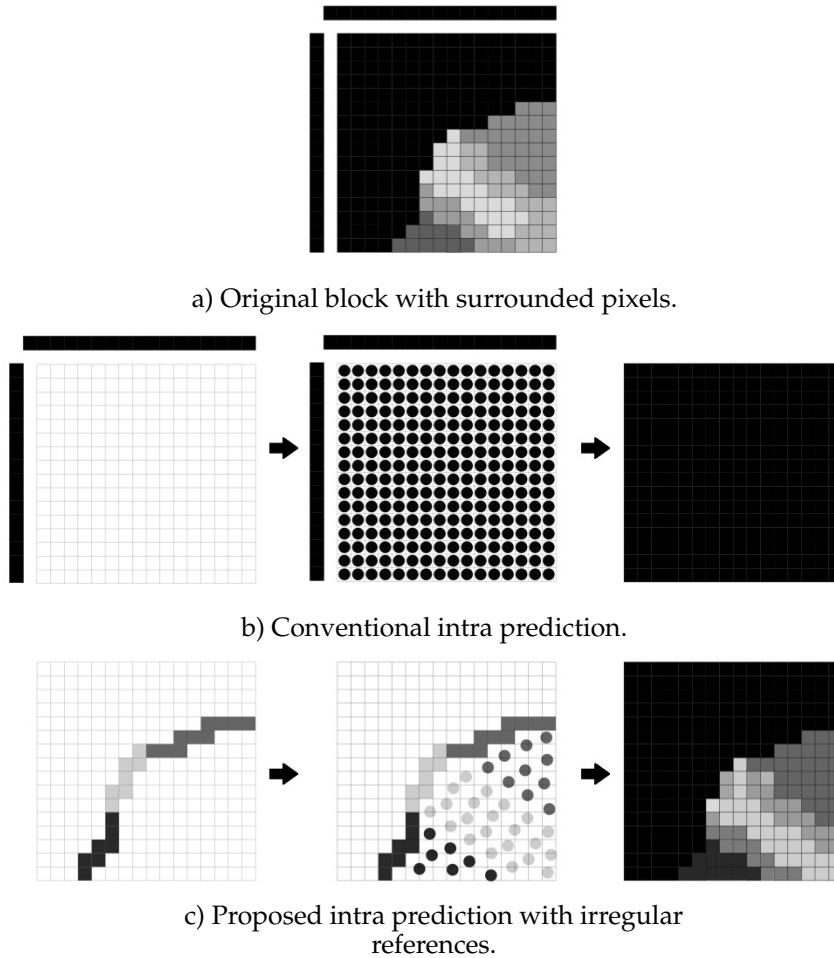 a) Original block with surrounded pixels.
b) Conventional intra prediction.
c) Proposed intra prediction with irregular
references.